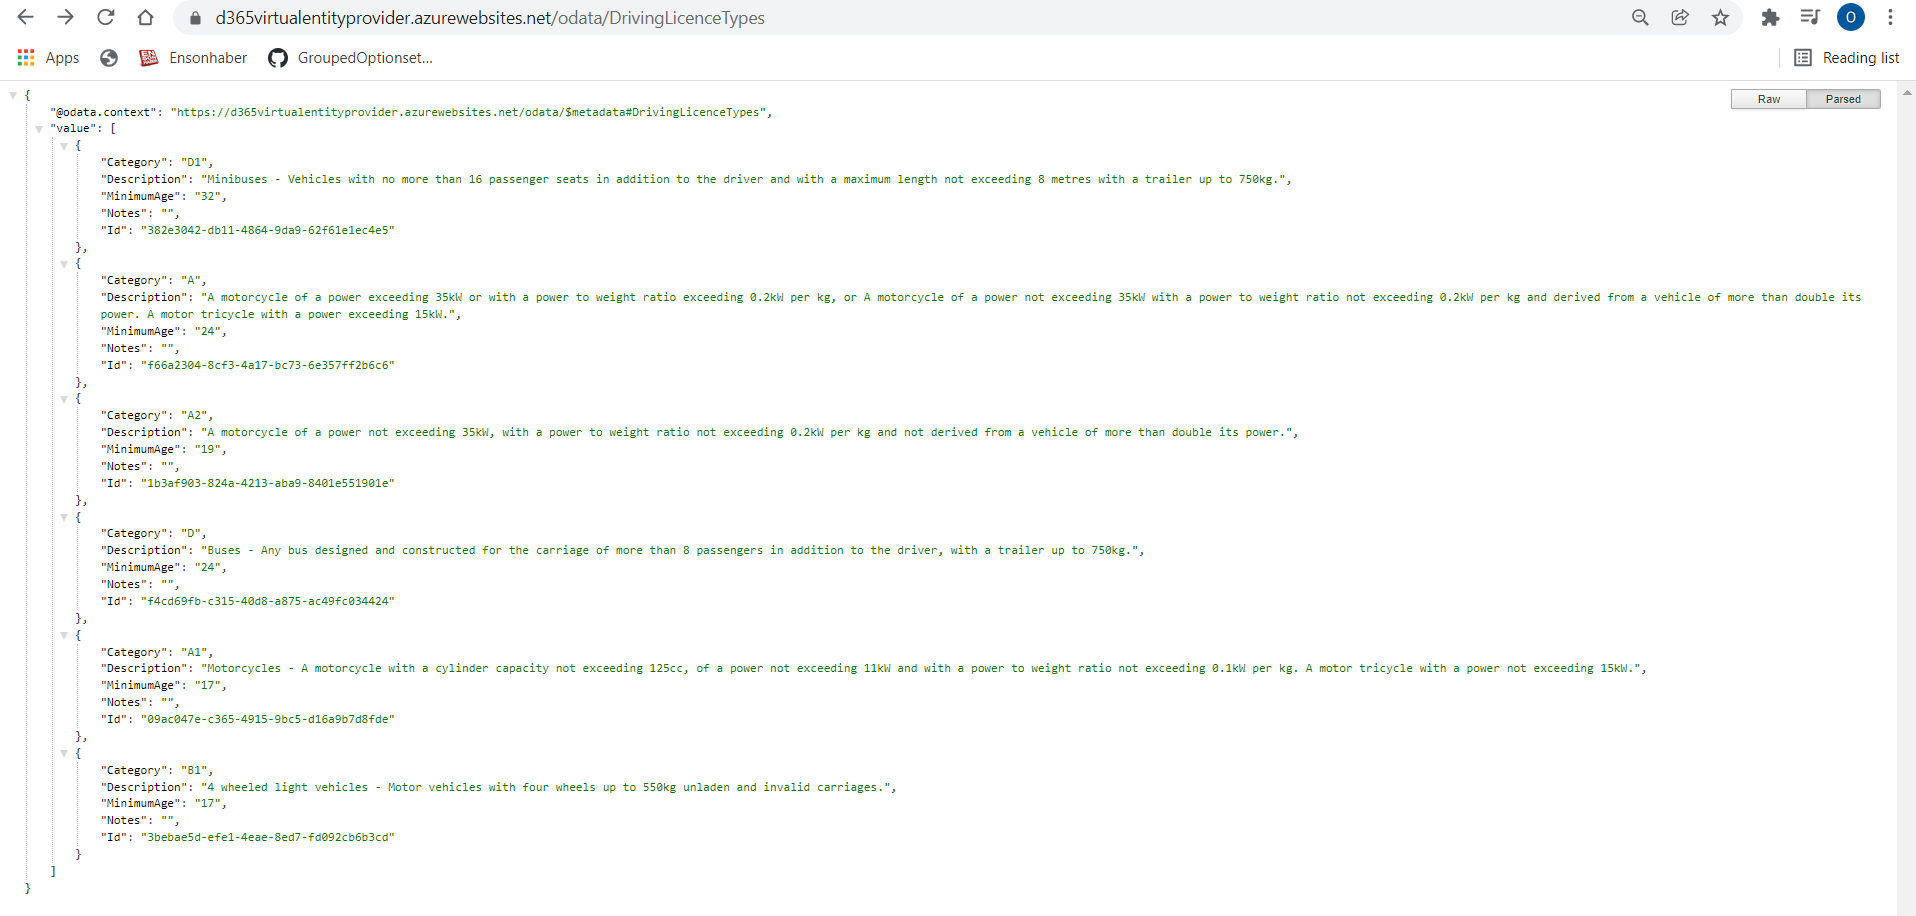 d365virtualentityprovider.azurewebsites.net/odata/DrivingLicenceTypes
O
Apps
Ensonhaber
GroupedOptionset...
Reading list
Raw
Parsed
{
"@odata.context": "https://d365virtualentityprovider.azurewebsites.net/odata/$metadata#DrivingLicenceTypes",
"value": [
{
"Category": "D1",
"Description": "Minibuses - Vehicles with no more than 16 passenger seats in addition to the driver and with a maximum length not exceeding 8 metres with a trailer up to 750kg.",
"MinimumAge": "32",
"Notes": "",
"Id": "382e3042-db11-4864-9da9-62f61e1ec4e5"
},
{
"Category": "A",
"Description": "A motorcycle of a power exceeding 35kW or with a power to weight ratio exceeding 0.2kW per kg, or A motorcycle of a power not exceeding 35kW with a power to weight ratio not exceeding 0.2kW per kg and derived from a vehicle of more than double its
power. A motor tricycle with a power exceeding 15kW.",
"MinimumAge": "24",
"Notes": "",
"Id": "f66a2304-8cf3-4a17-bc73-6e357ff2b6c6"
},
{
"Category": "A2",
"Description": "A motorcycle of a power not exceeding 35kW, with a power to weight ratio not exceeding 0.2kW per kg and not derived from a vehicle of more than double its power.",
"MinimumAge": "19",
"Notes": "",
"Id": "1b3af903-824a-4213-aba9-8401e551901e"
},
{
"Category": "D",
"Description": "Buses - Any bus designed and constructed for the carriage of more than 8 passengers in addition to the driver, with a trailer up to 750kg.",
"MinimumAge": "24",
"Notes": "",
"Id": "f4cd69fb-c315-40d8-a875-ac49fc034424"
},
{
"Category": "A1",
"Description": "Motorcycles - A motorcycle with a cylinder capacity not exceeding 125cc, of a power not exceeding 11kW and with a power to weight ratio not exceeding 0.1kW per kg. A motor tricycle with a power not exceeding 15kW.",
"MinimumAge": "17",
"Notes": "",
"Id": "09ac047e-c365-4915-9bc5-d16a9b7d8fde"
},
{
"Category": "B1",
"Description": "4 wheeled light vehicles - Motor vehicles with four wheels up to 550kg unladen and invalid carriages.",
"MinimumAge": "17",
"Notes": "",
"Id": "3bebae5d-efe1-4eae-8ed7-fd092cb6b3cd"
}
]
}